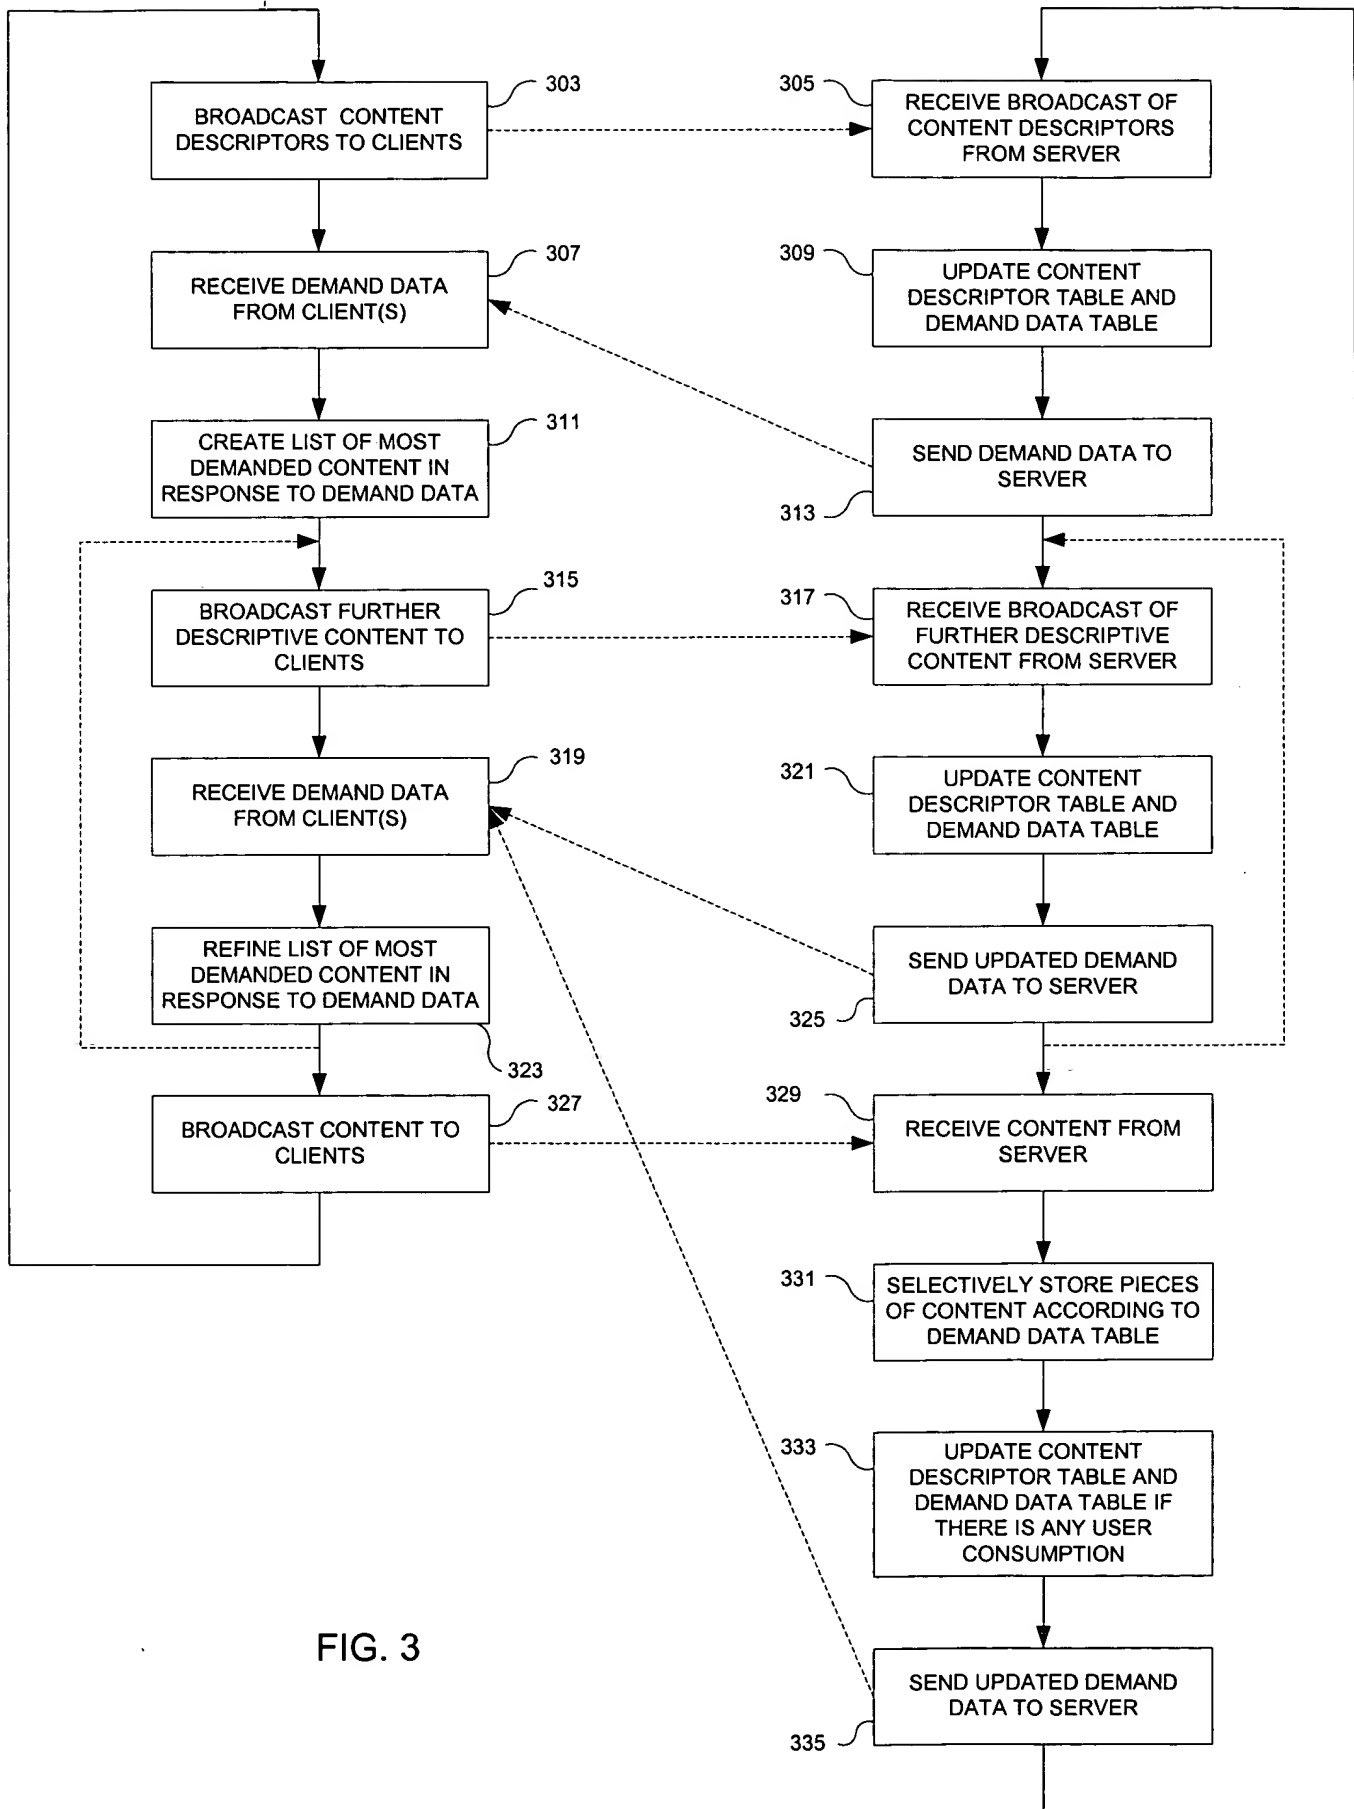 303
BROADCAST CONTENT
DESCRIPTORS TO CLIENTS
305
RECEIVE BROADCAST OF
CONTENT DESCRIPTORS
FROM SERVER
307
RECEIVE DEMAND DATA
FROM CLIENT(S)
309
UPDATE CONTENT
DESCRIPTOR TABLE AND
DEMAND DATA TABLE
311
CREATE LIST OF MOST
DEMANDED CONTENT IN
RESPONSE TO DEMAND DATA
SEND DEMAND DATA TO
SERVER
313
315
BROADCAST FURTHER
DESCRIPTIVE CONTENT TO
CLIENTS
317
RECEIVE BROADCAST OF
FURTHER DESCRIPTIVE
CONTENT FROM SERVER
319
RECEIVE DEMAND DATA
FROM CLIENT(S)
321
UPDATE CONTENT
DESCRIPTOR TABLE AND
DEMAND DATA TABLE
REFINE LIST OF MOST
DEMANDED CONTENT IN
RESPONSE TO DEMAND DATA
323
SEND UPDATED DEMAND
DATA TO SERVER
325
327
BROADCAST CONTENT TO
CLIENTS
329
RECEIVE CONTENT FROM
SERVER
331
SELECTIVELY STORE PIECES
OF CONTENT ACCORDING TO
DEMAND DATA TABLE
333
UPDATE CONTENT
DESCRIPTOR TABLE AND
DEMAND DATA TABLE IF
THERE IS ANY USER
CONSUMPTION
SEND UPDATED DEMAND
DATA TO SERVER
335
FIG. 3